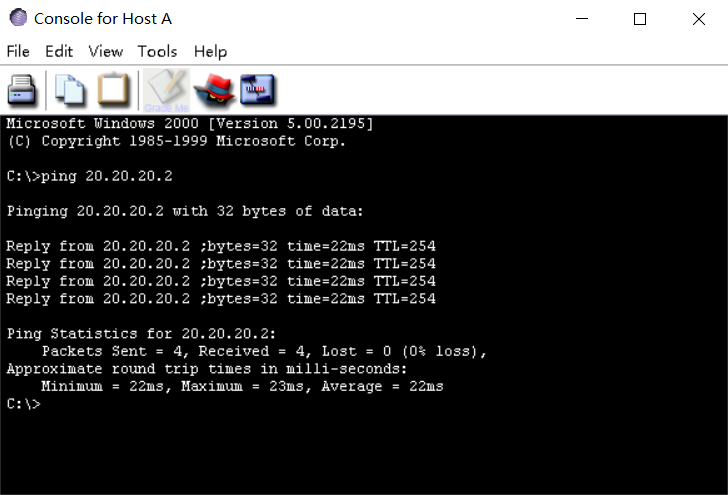 Console for Host A
File Edit View Tools Help
Grade Me
Microsoft Windows 2000 [Version 5.00.2195]
(C) Copyright 1985-1999 Microsoft Corp.
C:\>ping 20.20.20.2
Pinging 20.20.20.2 with 32 bytes of data:
Reply from 20.20.20.2 ;bytes=32 time=22ms TTL=254
Reply from 20.20.20.2 ;bytes=32 time=22ms TTL=254
Reply from 20.20.20.2 ;bytes=32 time=22ms TTL=254
Reply from 20.20.20.2 ;bytes=32 time=22ms TTL=254
Ping Statistics for 20.20.20.2:
    Packets Sent = 4, Received = 4, Lost = 0 (0% loss),
Approximate round trip times in milli-seconds:
    Minimum = 22ms, Maximum = 23ms, Average = 22ms
C:\>